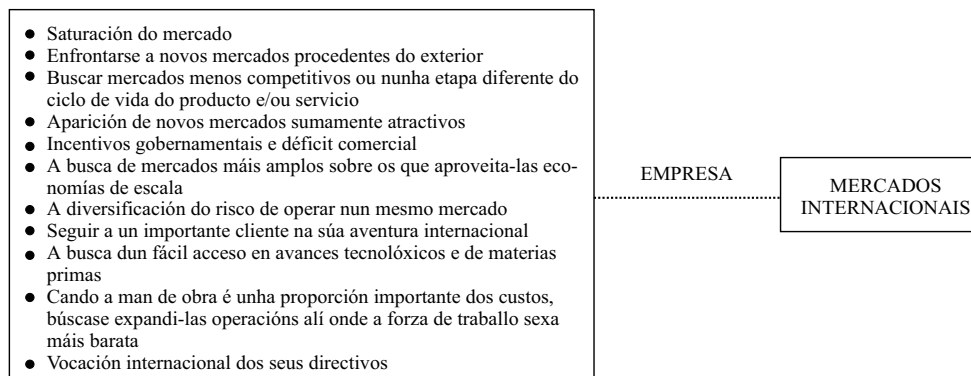 ● Saturación do mercado
● Enfrontarse a novos mercados procedentes do exterior
● Buscar mercados menos competitivos ou nunha etapa diferente do
ciclo de vida do producto e/ou servicio
● Aparición de novos mercados sumamente atractivos
● Incentivos gobernamentais e déficit comercial
● A busca de mercados máis amplos sobre os que aproveita-las eco-
nomías de escala
● A diversificación do risco de operar nun mesmo mercado
● Seguir a un importante cliente na súa aventura internacional
● A busca dun fácil acceso en avances tecnolóxicos e de materias
primas
● Cando a man de obra é unha proporción importante dos custos,
búscase expandi-las operacións alí onde a forza de traballo sexa
máis barata
● Vocación internacional dos seus directivos
EMPRESA
MERCADOS
INTERNACIONAIS